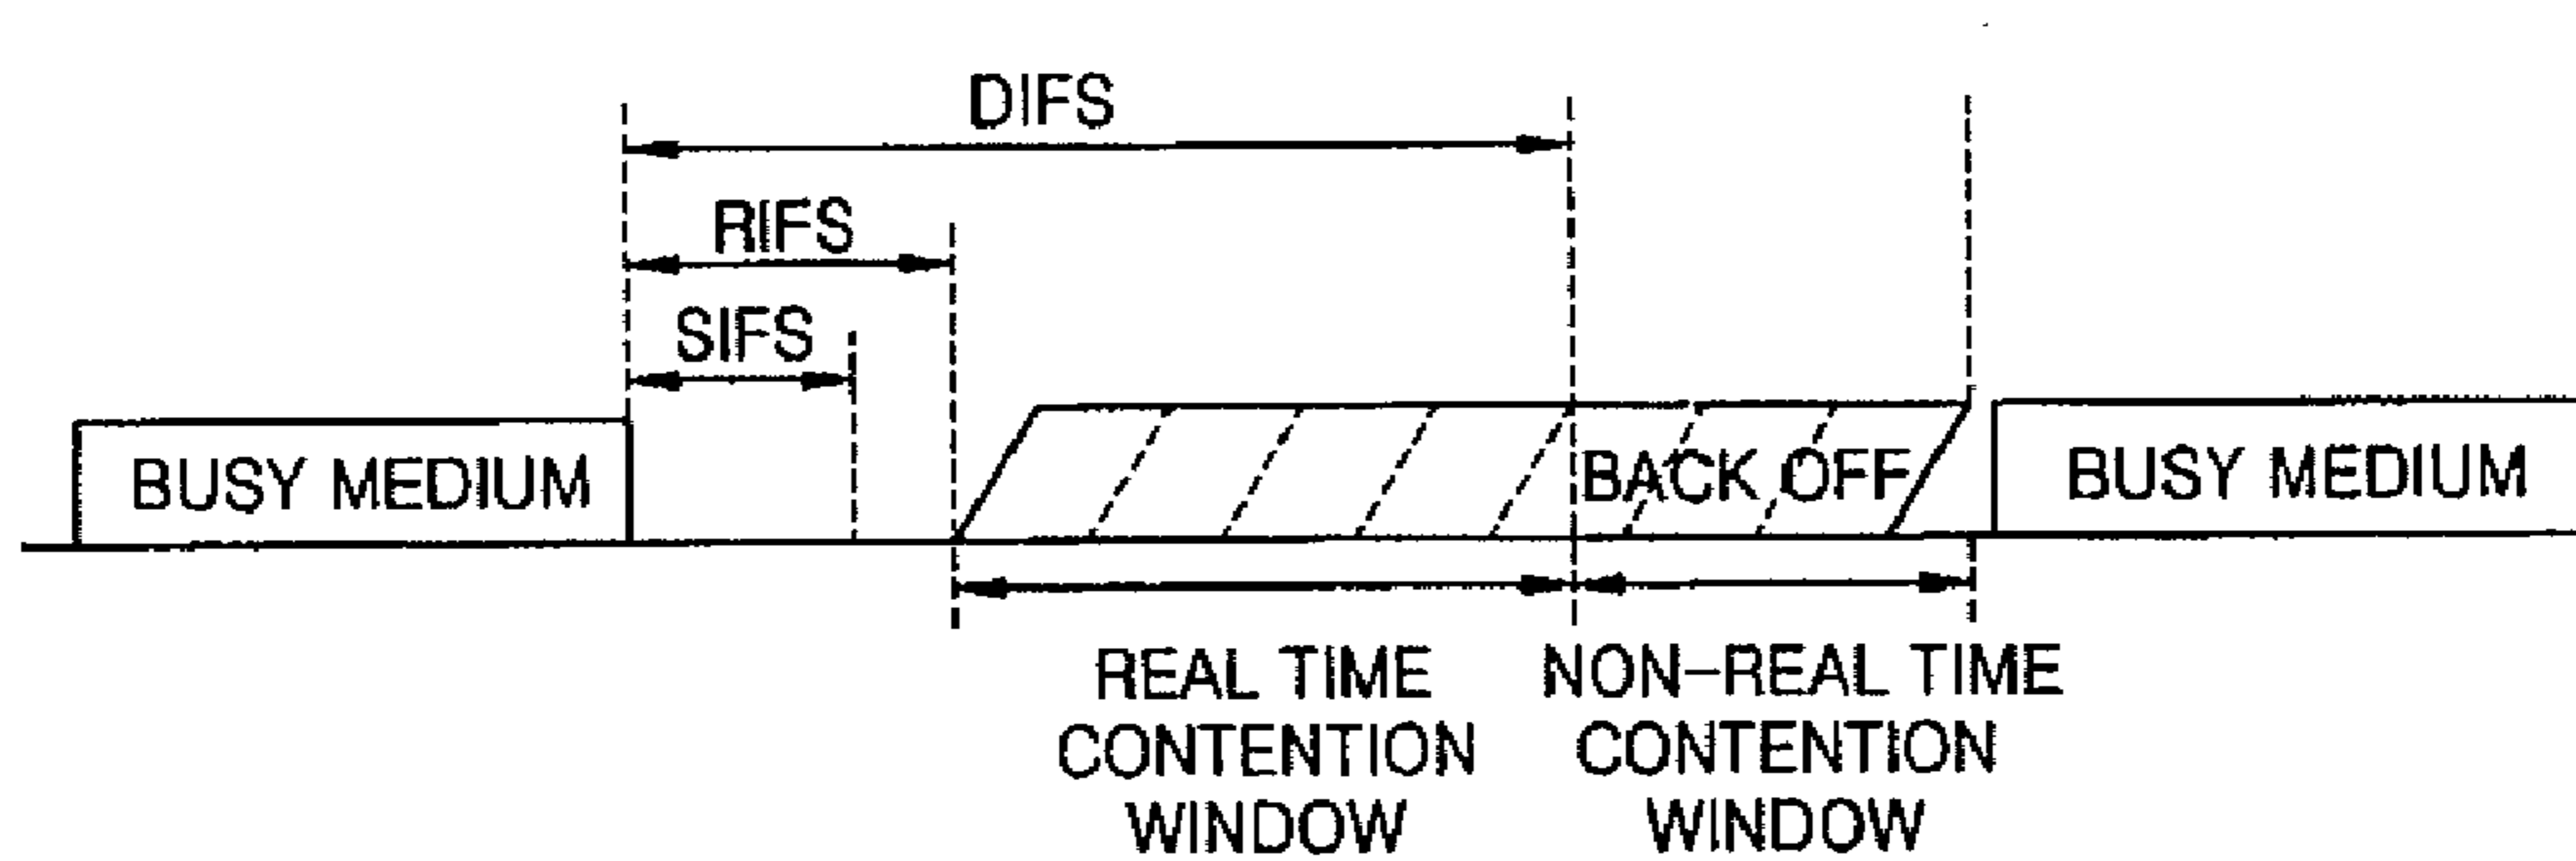 DIFS
RIFS
SIFS
BUSY MEDIUM
BACK OFF
BUSY MEDIUM
REAL TIME
CONTENTION
WINDOW
NON-REAL TIME
CONTENTION
WINDOW